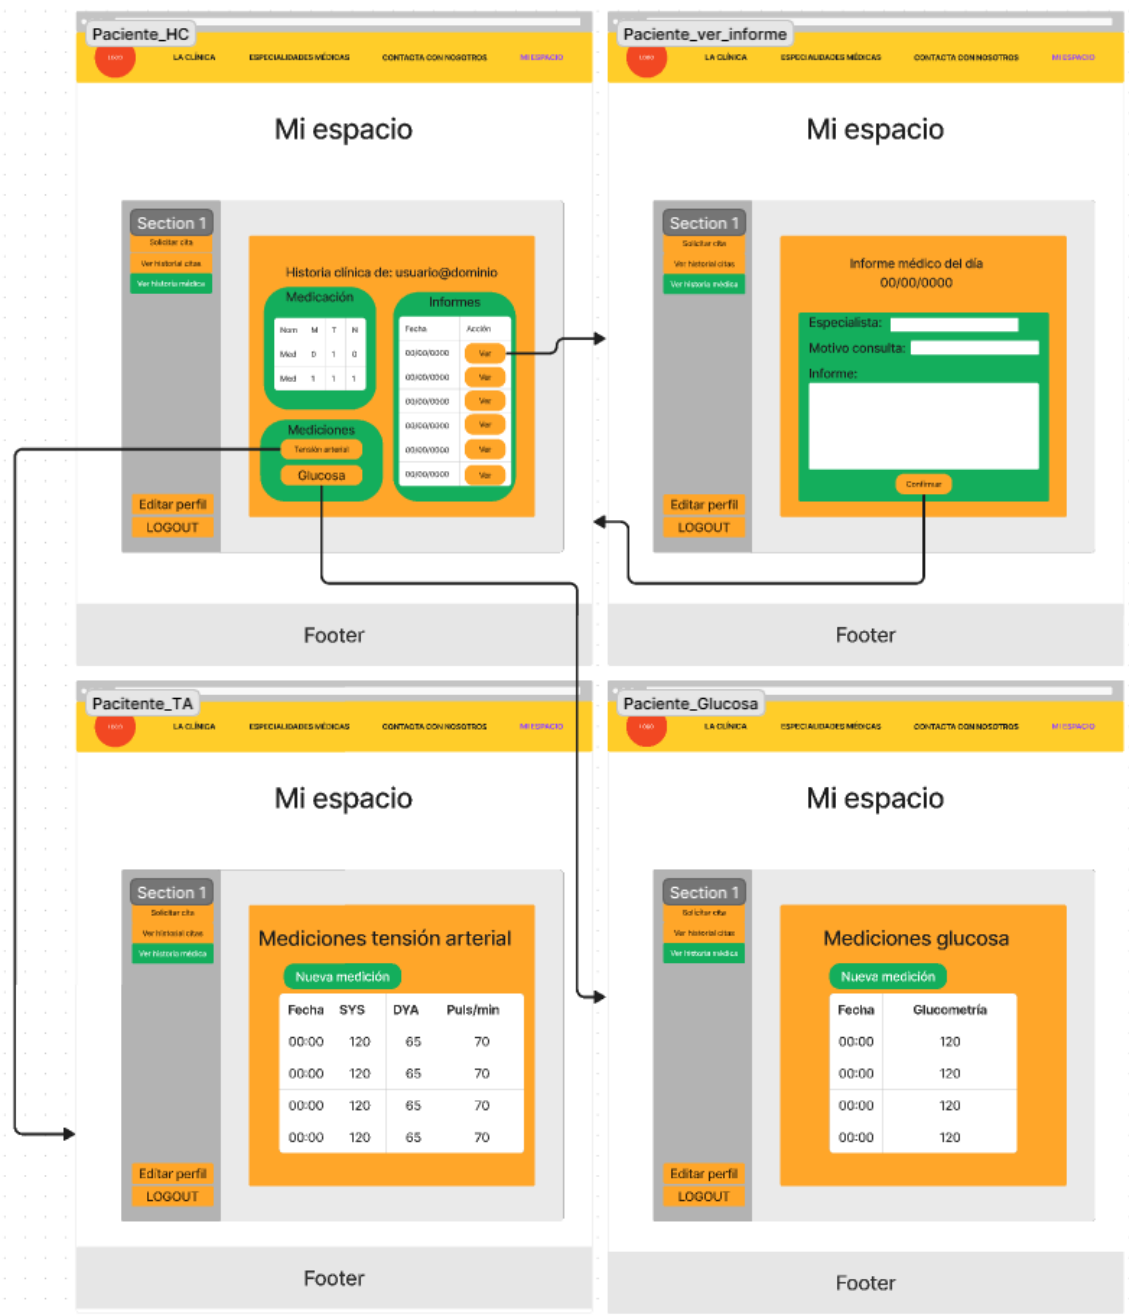 Paciente_HC
LOGO LA CLÍNICA ESPECIALIDADES MÉDICAS CONTACTA CON NOSOTROS MI ESPACIO
Mi espacio
Section 1
Solicitar cita
Ver historial citas
Ver historia médica
Historia clínica de: usuario@dominio
Medicación
Nom M T N
Med 0 1 0
Med 1 1 1
Informes
Fecha Acción
00/00/0000 Ver
00/00/0000 Ver
00/00/0000 Ver
00/00/0000 Ver
00/00/0000 Ver
00/00/0000 Ver
Mediciones
Tensión arterial
Glucosa
Editar perfil
LOGOUT
Footer
Paciente_ver_informe
LOGO LA CLÍNICA ESPECIALIDADES MÉDICAS CONTACTA CON NOSOTROS MI ESPACIO
Mi espacio
Section 1
Solicitar cita
Ver historial citas
Ver historia médica
Informe médico del día
00/00/0000
Especialista:
Motivo consulta:
Informe:
Confirmar
Editar perfil
LOGOUT
Footer
Pacitente_TA
LOGO LA CLÍNICA ESPECIALIDADES MÉDICAS CONTACTA CON NOSOTROS MI ESPACIO
Mi espacio
Section 1
Solicitar cita
Ver historial citas
Ver historia médica
Mediciones tensión arterial
Nueva medición
Fecha SYS DYA Puls/min
00:00 120 65 70
00:00 120 65 70
00:00 120 65 70
00:00 120 65 70
Editar perfil
LOGOUT
Footer
Paciente_Glucosa
LOGO LA CLÍNICA ESPECIALIDADES MÉDICAS CONTACTA CON NOSOTROS MI ESPACIO
Mi espacio
Section 1
Solicitar cita
Ver historial citas
Ver historia médica
Mediciones glucosa
Nueva medición
Fecha Glucometría
00:00 120
00:00 120
00:00 120
00:00 120
Editar perfil
LOGOUT
Footer